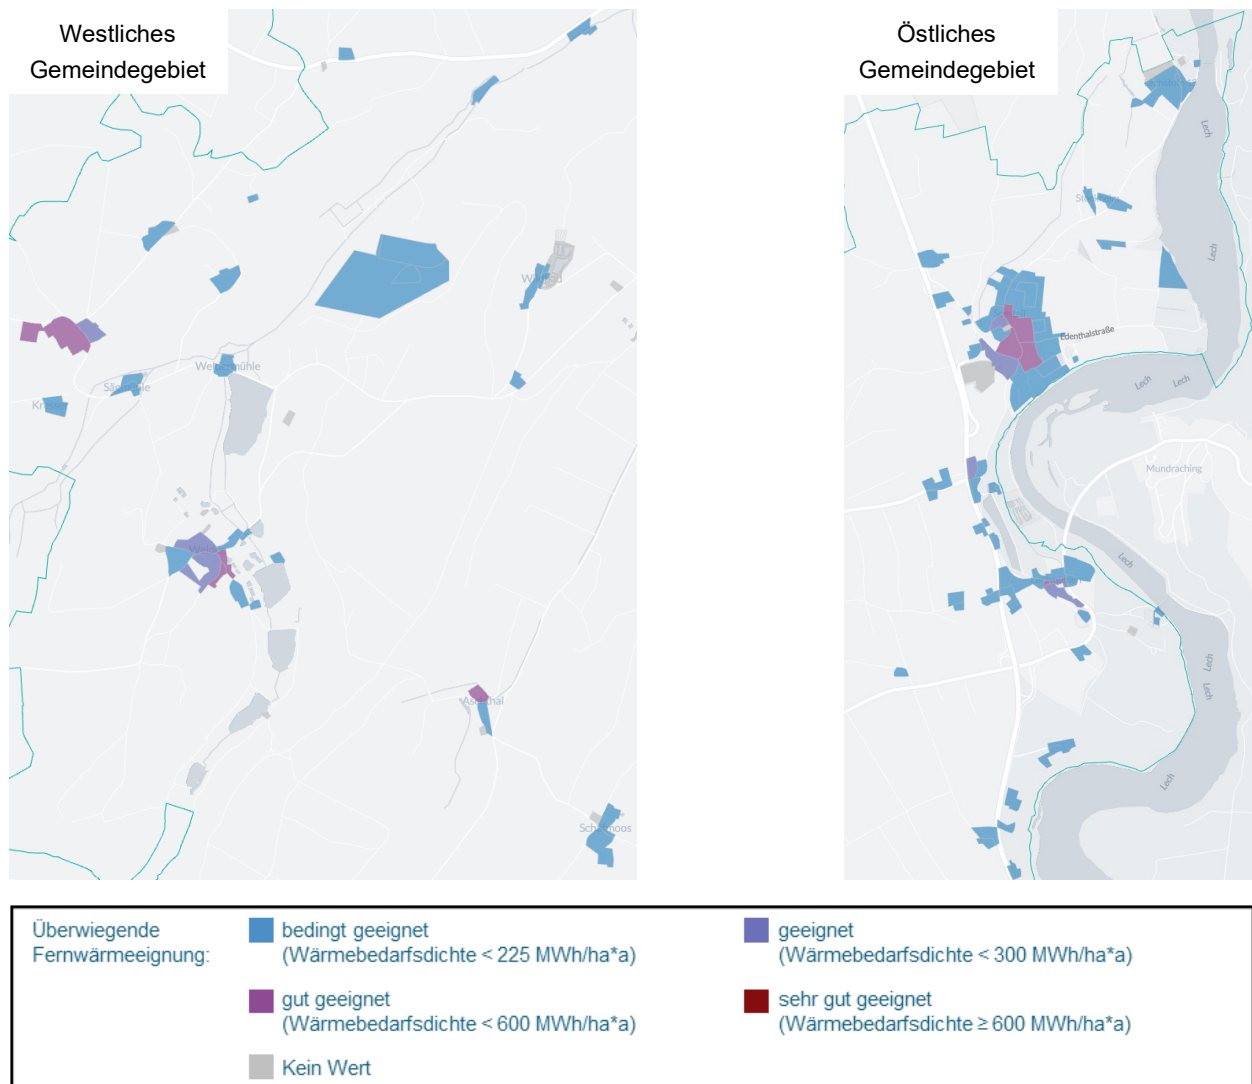 Westliches
Gemeindegebiet
Östliches
Gemeindegebiet
Lech
Lech
Edenthalstraße
Lech
Lech
Mundraching
Weihermühle
Sägmühle
Lech
Lech
Lech
Lech
Überwiegende
Fernwärmeeignung:
bedingt geeignet
(Wärmebedarfsdichte < 225 MWh/ha*a)
geeignet
(Wärmebedarfsdichte < 300 MWh/ha*a)
gut geeignet
(Wärmebedarfsdichte < 600 MWh/ha*a)
sehr gut geeignet
(Wärmebedarfsdichte ≥ 600 MWh/ha*a)
Kein Wert